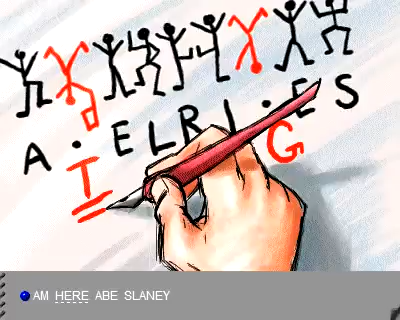 A . E L R I . E S
I G
AM HERE ABE SLANEY